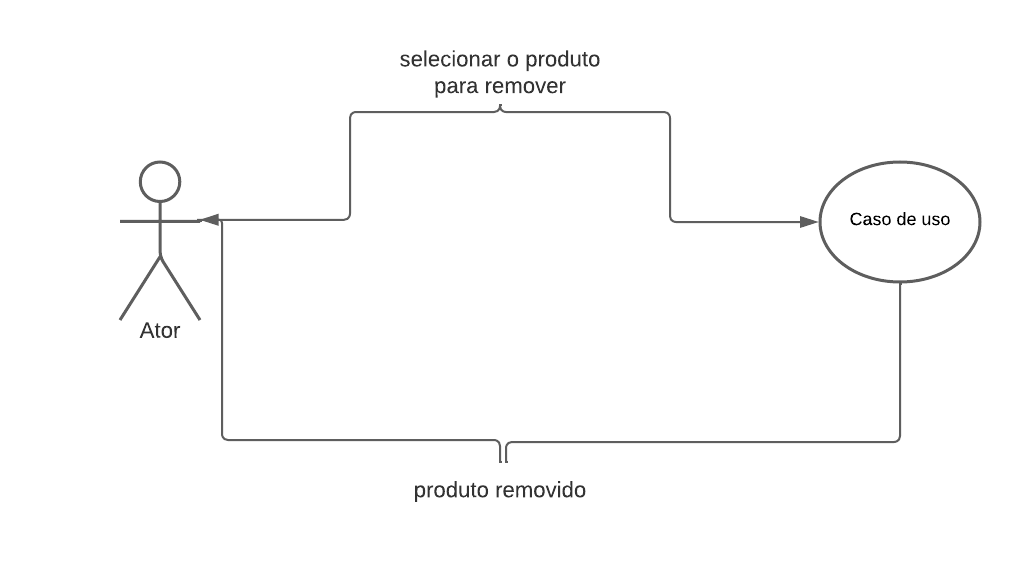 selecionar o produto
para remover
Caso de uso
Ator
produto removido